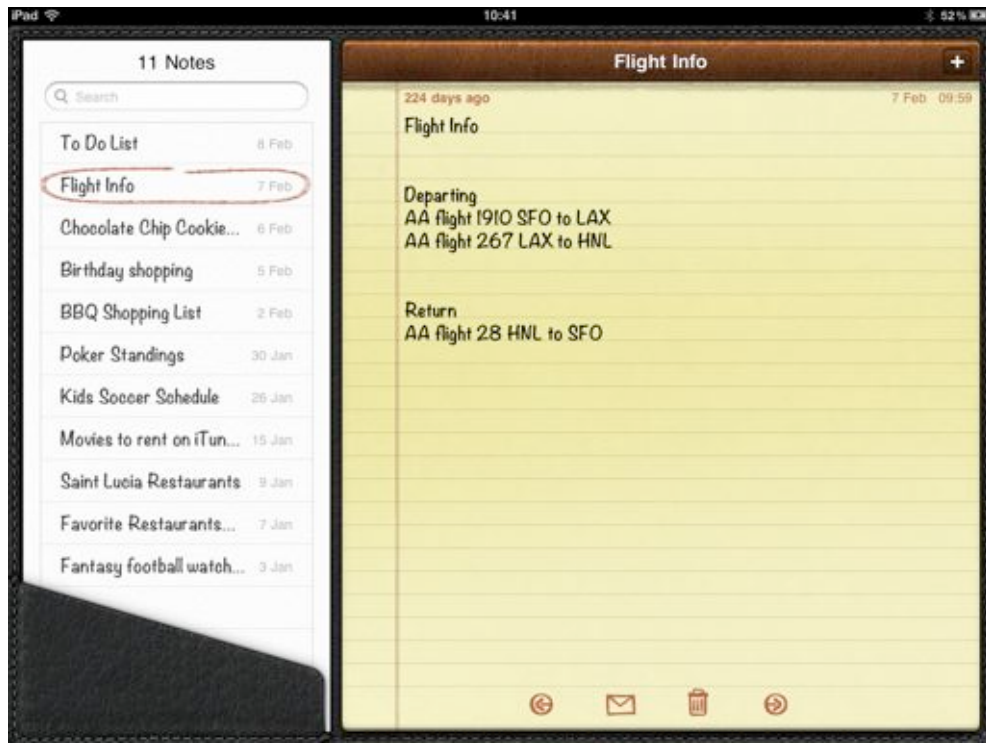 iPad 10:41 52%
11 Notes
Search
To Do List 8 Feb
Flight Info 7 Feb
Chocolate Chip Cookie... 6 Feb
Birthday shopping 5 Feb
BBQ Shopping List 2 Feb
Poker Standings 30 Jan
Kids Soccer Schedule 26 Jan
Movies to rent on iTun... 15 Jan
Saint Lucia Restaurants 9 Jan
Favorite Restaurants... 7 Jan
Fantasy football watch... 3 Jan
Flight Info +
224 days ago 7 Feb 09:59
Flight Info
Departing
AA flight 1910 SFO to LAX
AA flight 267 LAX to HNL
Return
AA flight 28 HNL to SFO